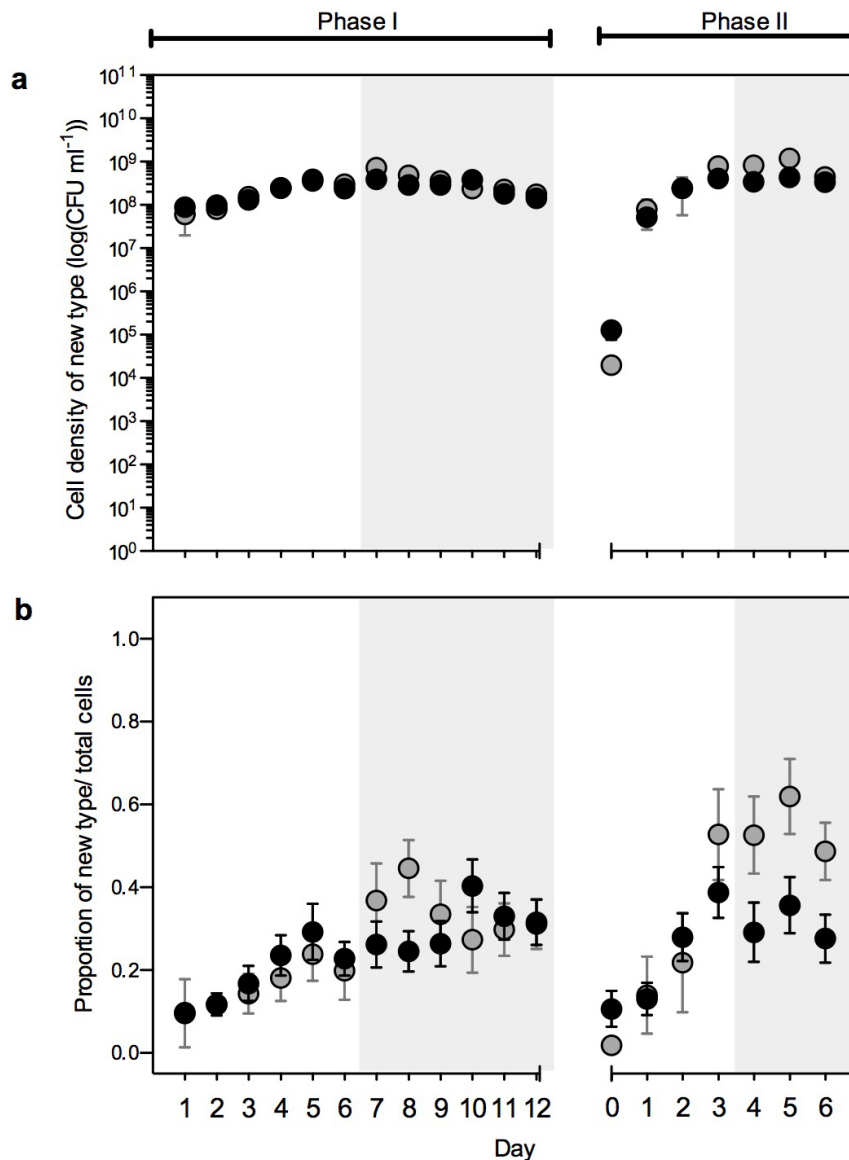 Phase I Phase II
a
Cell density of new type (log(CFU ml⁻¹))
10¹¹
10¹⁰
10⁹
10⁸
10⁷
10⁶
10⁵
10⁴
10³
10²
10¹
10⁰
b
Proportion of new type/ total cells
1.0
0.8
0.6
0.4
0.2
0.0
1 2 3 4 5 6 7 8 9 10 11 12 0 1 2 3 4 5 6
Day